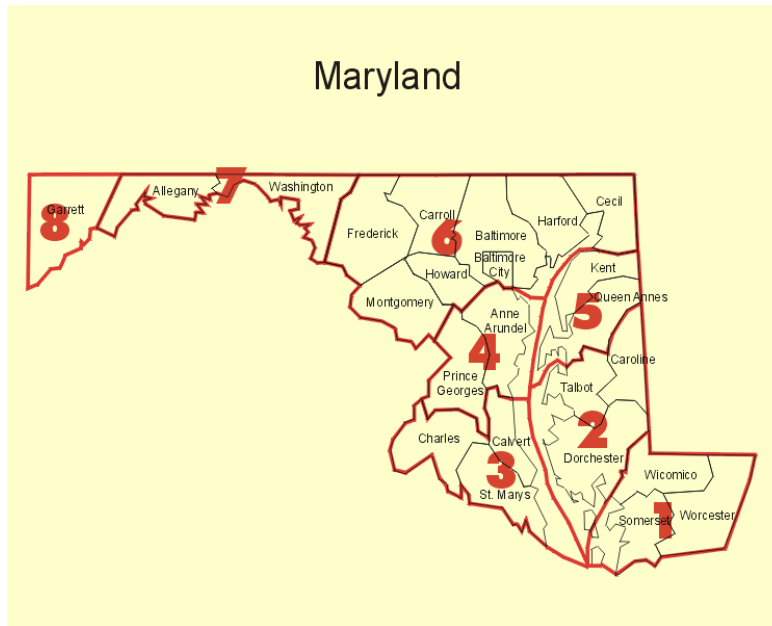 Maryland
7
Allegany
Washington
Garrett
8
Cecil
Carroll
Harford
Frederick
6
Baltimore
Baltimore
City
Kent
Howard
Queen Annes
5
Montgomery
Anne
Arundel
4
Caroline
Prince
Georges
Talbot
2
Charles
Calvert
Dorchester
3
Wicomico
St. Marys
Somerset
1
Worcester